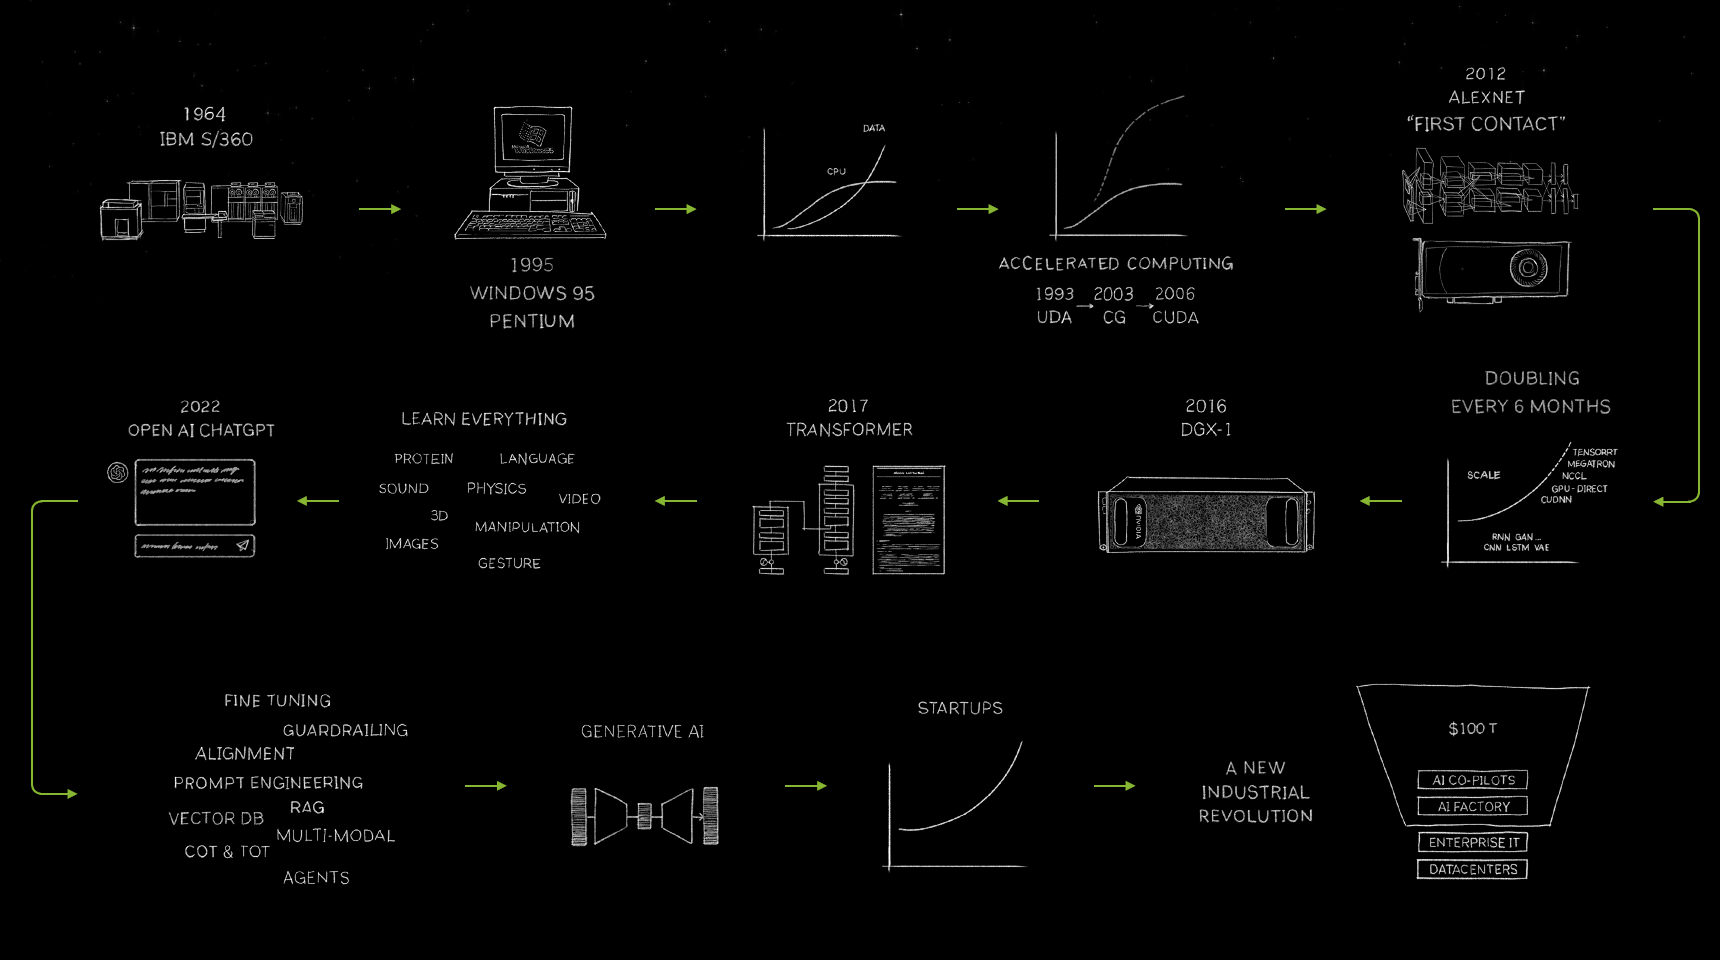 1964
IBM S/360
1995
WINDOWS 95
PENTIUM
DATA
CPU
ACCELERATED COMPUTING
1993 → 2003 → 2006
UDA CG CUDA
2012
ALEXNET
"FIRST CONTACT"
DOUBLING
EVERY 6 MONTHS
SCALE
TENSORRT
MEGATRON
NCCL
GPU-DIRECT
CUDNN
RNN GAN...
CNN LSTM VAE
2016
DGX-1
NVIDIA
2017
TRANSFORMER
LEARN EVERYTHING
PROTEIN LANGUAGE
SOUND PHYSICS
VIDEO
3D
MANIPULATION
IMAGES
GESTURE
2022
OPEN AI CHATGPT
FINE TUNING
GUARDRAILING
ALIGNMENT
PROMPT ENGINEERING
RAG
VECTOR DB
MULTI-MODAL
COT & TOT
AGENTS
GENERATIVE AI
STARTUPS
A NEW
INDUSTRIAL
REVOLUTION
$100 T
AI CO-PILOTS
AI FACTORY
ENTERPRISE IT
DATACENTERS